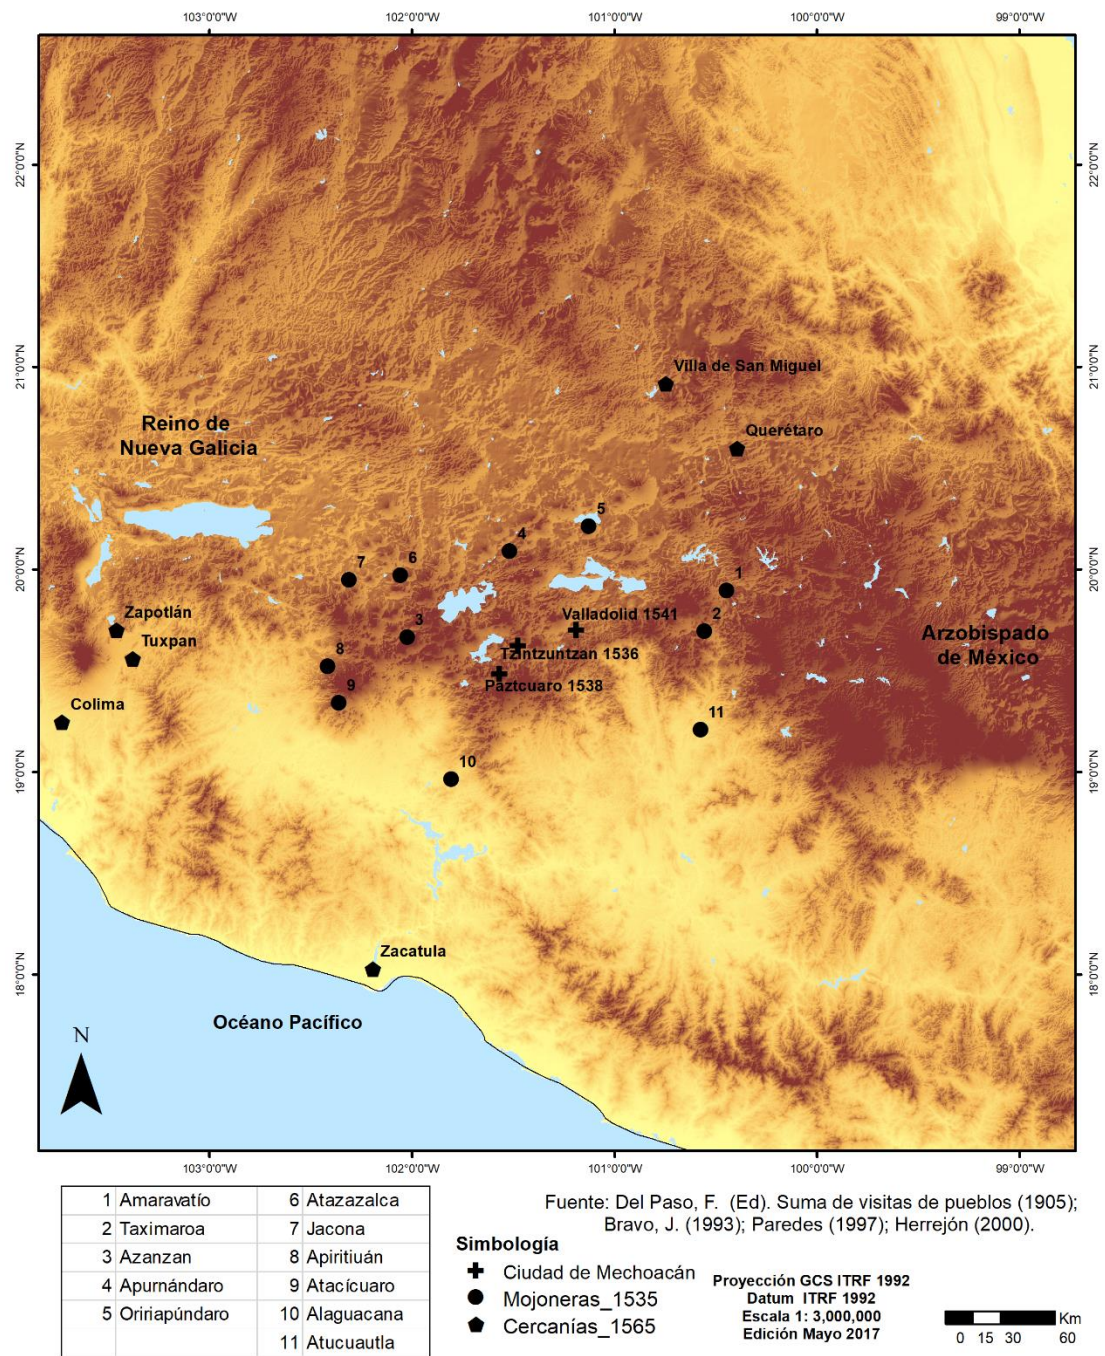 103°0'0"W 102°0'0"W 101°0'0"W 100°0'0"W 99°0'0"W
22°0'0"N 22°0'0"N
21°0'0"N 21°0'0"N
20°0'0"N 20°0'0"N
19°0'0"N 19°0'0"N
18°0'0"N 18°0'0"N
Villa de San Miguel
Querétaro
Reino de
Nueva Galicia
5
4
6
7
1
Zapotlán
Valladolid 1541
2
3
Arzobispado
de México
Tuxpan
Tzintzuntzan 1536
8
Paztcuaro 1538
9
Colima
11
10
Zacatula
Océano Pacífico
N
103°0'0"W 102°0'0"W 101°0'0"W 100°0'0"W 99°0'0"W
1 Amaravatío 6 Atazazalca
2 Taximaroa 7 Jacona
3 Azanzan 8 Apiritiuán
4 Apurnándaro 9 Atacícuaro
5 Oririapúndaro 10 Alaguacana
11 Atucuautla
Fuente: Del Paso, F. (Ed). Suma de visitas de pueblos (1905);
Bravo, J. (1993); Paredes (1997); Herrejón (2000).
Simbología
Ciudad de Mechoacán
Mojoneras_1535
Cercanías_1565
Proyección GCS ITRF 1992
Datum ITRF 1992
Escala 1: 3,000,000
Edición Mayo 2017
Km
0 15 30 60